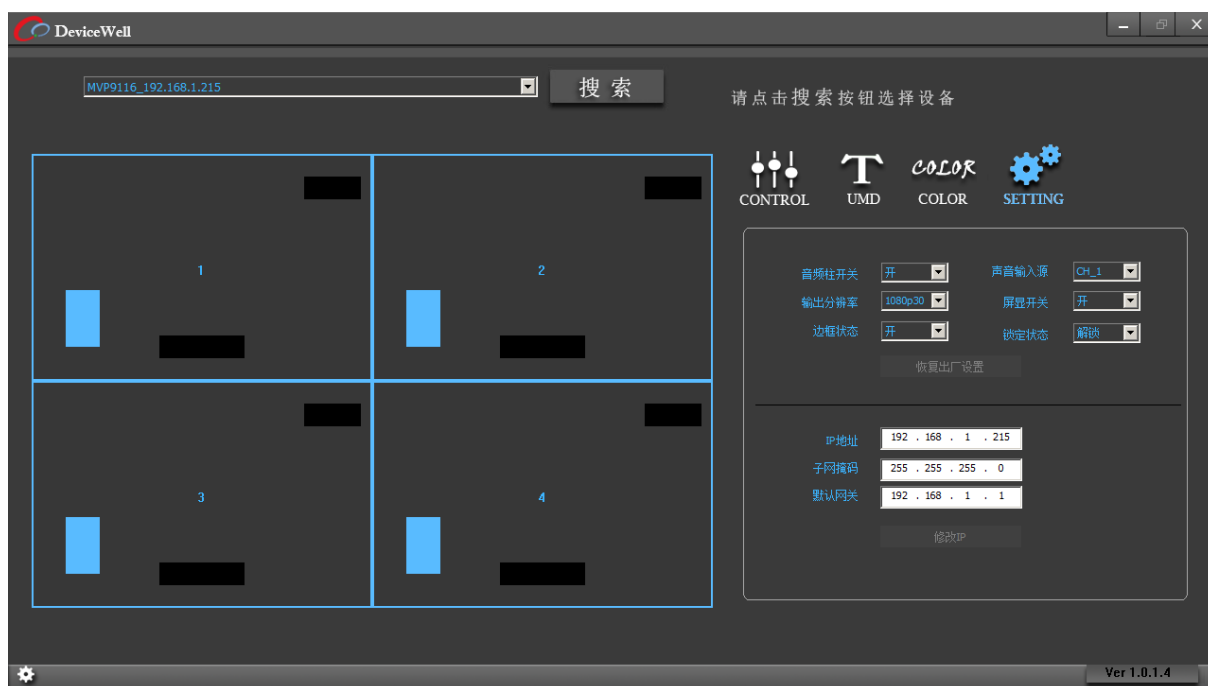 DeviceWell
MVP9116_192.168.1.215
搜 索
请点击搜索按钮选择设备
COLOR
CONTROL UMD COLOR SETTING
1
2
3
4
音频柱开关 开 声音输入源 CH_1
输出分辨率 1080p30 屏显开关 开
边框状态 开 锁定状态 解锁
恢复出厂设置
IP地址 192 . 168 . 1 . 215
子网掩码 255 . 255 . 255 . 0
默认网关 192 . 168 . 1 . 1
修改IP
Ver 1.0.1.4